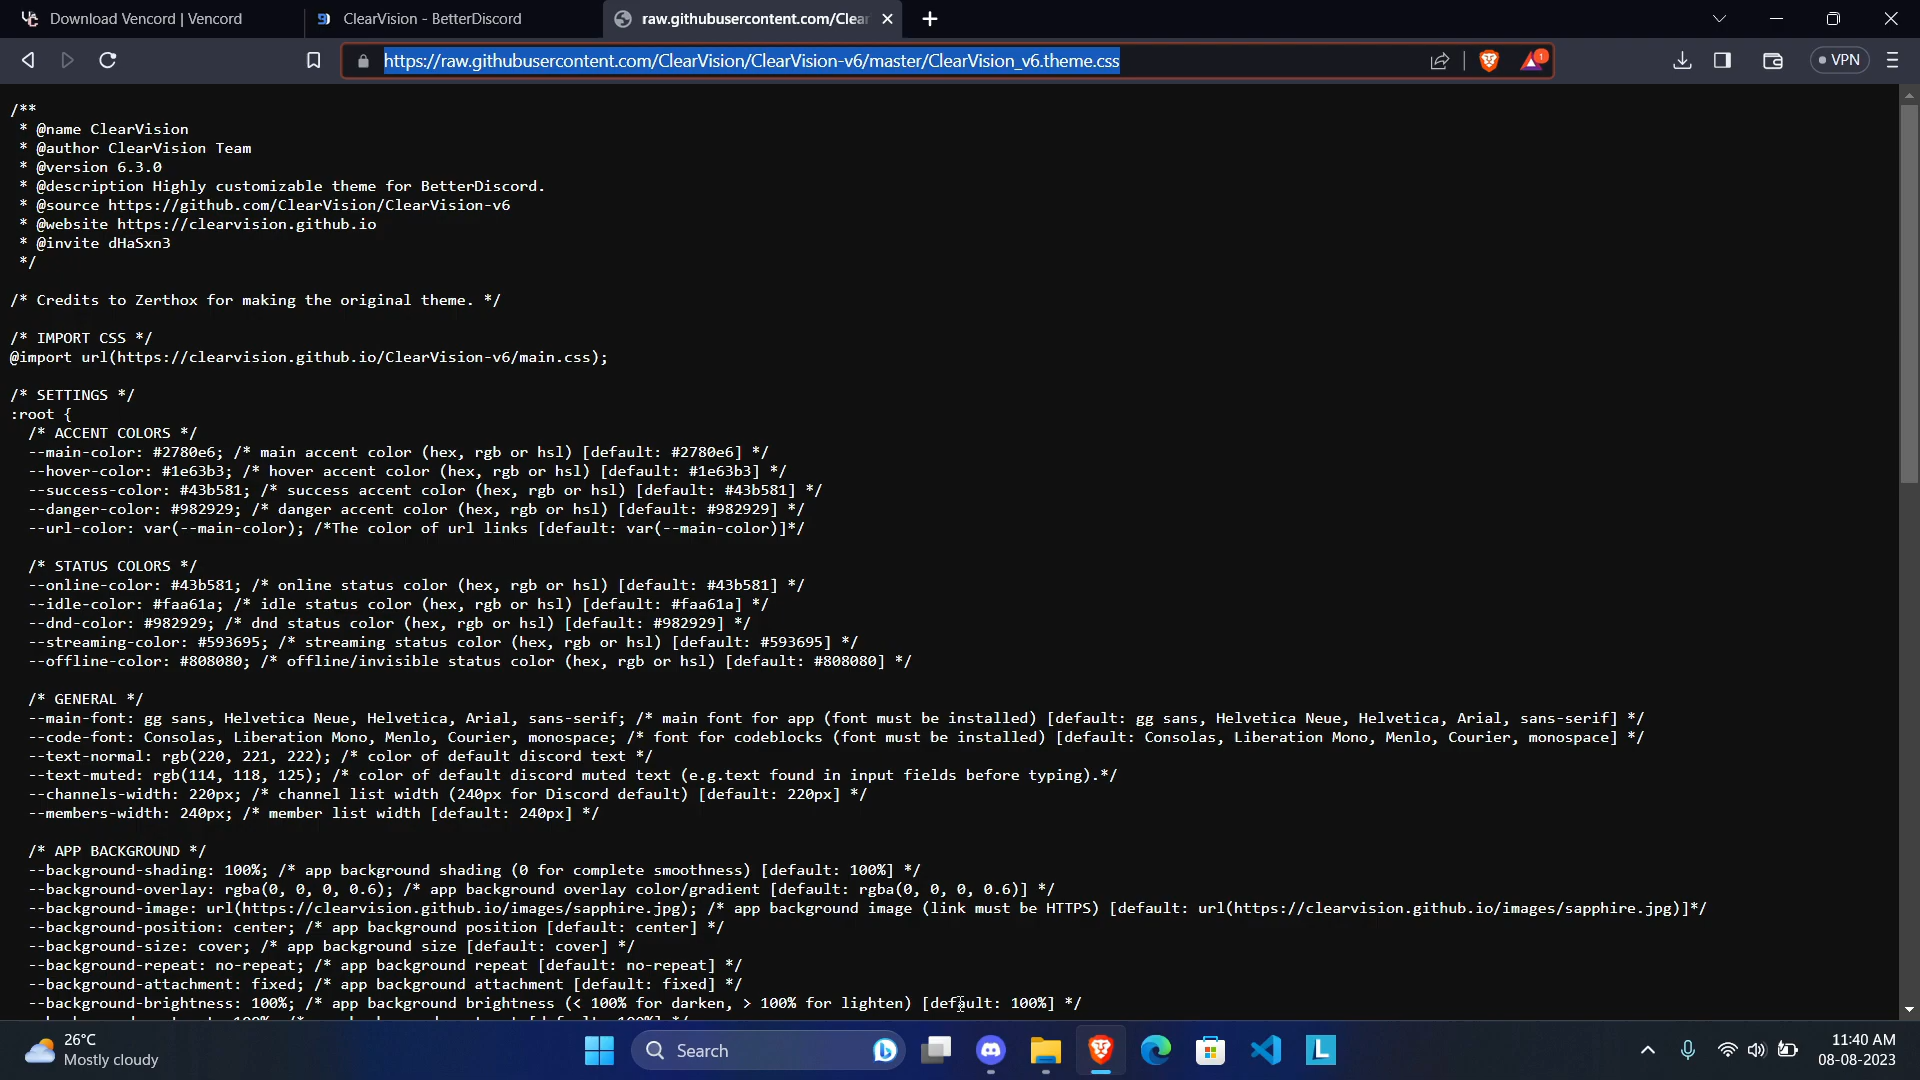 Download Vencord | Vencord
ClearVision - BetterDiscord
raw.githubusercontent.com/Clear
https://raw.githubusercontent.com/ClearVision/ClearVision-v6/master/ClearVision_v6.theme.css
1
VPN
/**
* @name ClearVision
* @author ClearVision Team
* @version 6.3.0
* @description Highly customizable theme for BetterDiscord.
* @source https://github.com/ClearVision/ClearVision-v6
* @website https://clearvision.github.io
* @invite dHaSxn3
*/
/* Credits to Zerthox for making the original theme. */
/* IMPORT CSS */
@import url(https://clearvision.github.io/ClearVision-v6/main.css);
/* SETTINGS */
:root {
/* ACCENT COLORS */
--main-color: #2780e6; /* main accent color (hex, rgb or hsl) [default: #2780e6] */
--hover-color: #1e63b3; /* hover accent color (hex, rgb or hsl) [default: #1e63b3] */
--success-color: #43b581; /* success accent color (hex, rgb or hsl) [default: #43b581] */
--danger-color: #982929; /* danger accent color (hex, rgb or hsl) [default: #982929] */
--url-color: var(--main-color); /*The color of url links [default: var(--main-color)]*/
/* STATUS COLORS */
--online-color: #43b581; /* online status color (hex, rgb or hsl) [default: #43b581] */
--idle-color: #faa61a; /* idle status color (hex, rgb or hsl) [default: #faa61a] */
--dnd-color: #982929; /* dnd status color (hex, rgb or hsl) [default: #982929] */
--streaming-color: #593695; /* streaming status color (hex, rgb or hsl) [default: #593695] */
--offline-color: #808080; /* offline/invisible status color (hex, rgb or hsl) [default: #808080] */
/* GENERAL */
--main-font: gg sans, Helvetica Neue, Helvetica, Arial, sans-serif; /* main font for app (font must be installed) [default: gg sans, Helvetica Neue, Helvetica, Arial, sans-serif] */
--code-font: Consolas, Liberation Mono, Menlo, Courier, monospace; /* font for codeblocks (font must be installed) [default: Consolas, Liberation Mono, Menlo, Courier, monospace] */
--text-normal: rgb(220, 221, 222); /* color of default discord text */
--text-muted: rgb(114, 118, 125); /* color of default discord muted text (e.g.text found in input fields before typing).*/
--channels-width: 220px; /* channel list width (240px for Discord default) [default: 220px] */
--members-width: 240px; /* member list width [default: 240px] */
/* APP BACKGROUND */
--background-shading: 100%; /* app background shading (0 for complete smoothness) [default: 100%] */
--background-overlay: rgba(0, 0, 0, 0.6); /* app background overlay color/gradient [default: rgba(0, 0, 0, 0.6)] */
--background-image: url(https://clearvision.github.io/images/sapphire.jpg); /* app background image (link must be HTTPS) [default: url(https://clearvision.github.io/images/sapphire.jpg)]*/
--background-position: center; /* app background position [default: center] */
--background-size: cover; /* app background size [default: cover] */
--background-repeat: no-repeat; /* app background repeat [default: no-repeat] */
--background-attachment: fixed; /* app background attachment [default: fixed] */
--background-brightness: 100%; /* app background brightness (< 100% for darken, > 100% for lighten) [default: 100%] */
26°C
Mostly cloudy
Search
L
11:40 AM
08-08-2023